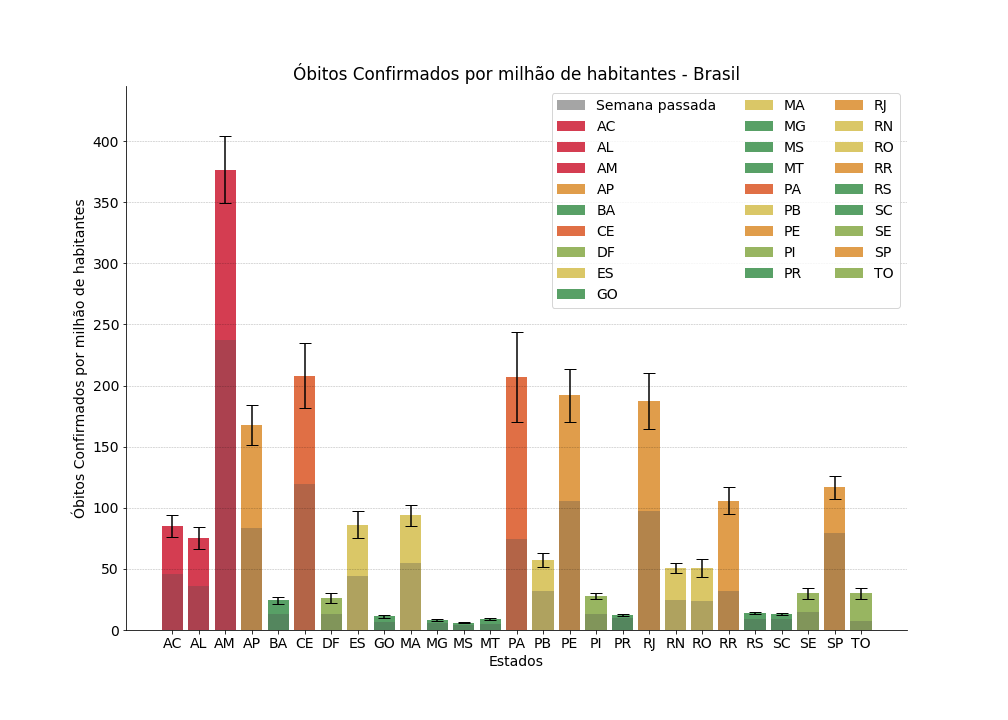 Óbitos Confirmados por milhão de habitantes - Brasil
Semana passada
AC
AL
AM
AP
BA
CE
DF
ES
GO
MA
MG
MS
MT
PA
PB
PE
PI
PR
RJ
RN
RO
RR
RS
SC
SE
SP
TO
Óbitos Confirmados por milhão de habitantes
400
350
300
250
200
150
100
50
0
AC AL AM AP BA CE DF ES GO MA MG MS MT PA PB PE PI PR RJ RN RO RR RS SC SE SP TO
Estados